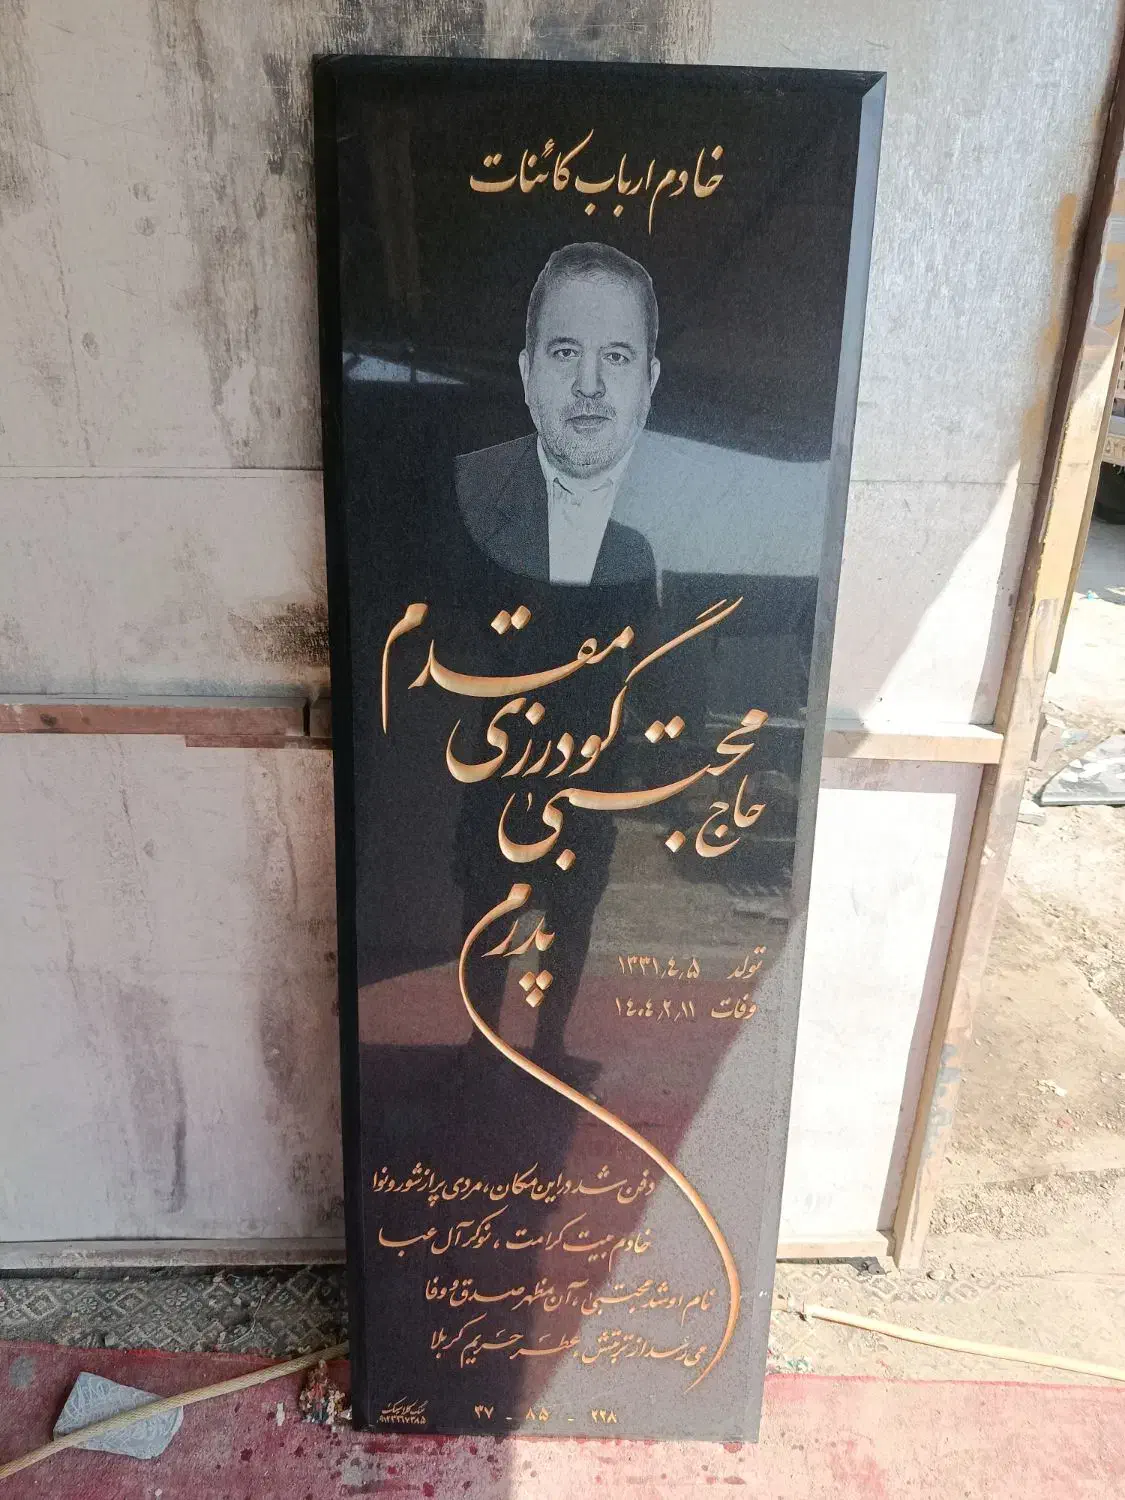 خادم ارباب کائنات
حاج مجتبی گودرزی مقدم
پدرم
تولد ۱۳۳۱٫۴٫۵
وفات ۱۴۰۴٫۲٫۱۱
دفن شد در این مکان، مردی پر از شور و نوا
خادم بیت کرامت، نوکر آل عبا
نام او شد مجتبی، آن مظهر صدق و وفا
می رسد از تربتش عطر حریم کربلا
۲۲۸ - ۸۵ - ۳۷
سنگ کلاسیک